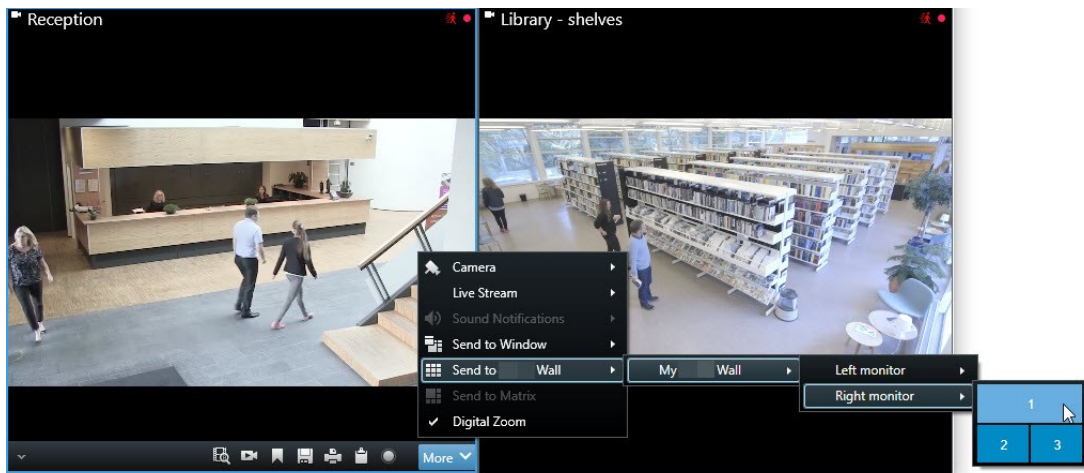 Reception
Library - shelves
Camera
Live Stream
Sound Notifications
Send to Window
Send to Wall
My Wall
Left monitor
Send to Matrix
Right monitor
1
Digital Zoom
2 3
More